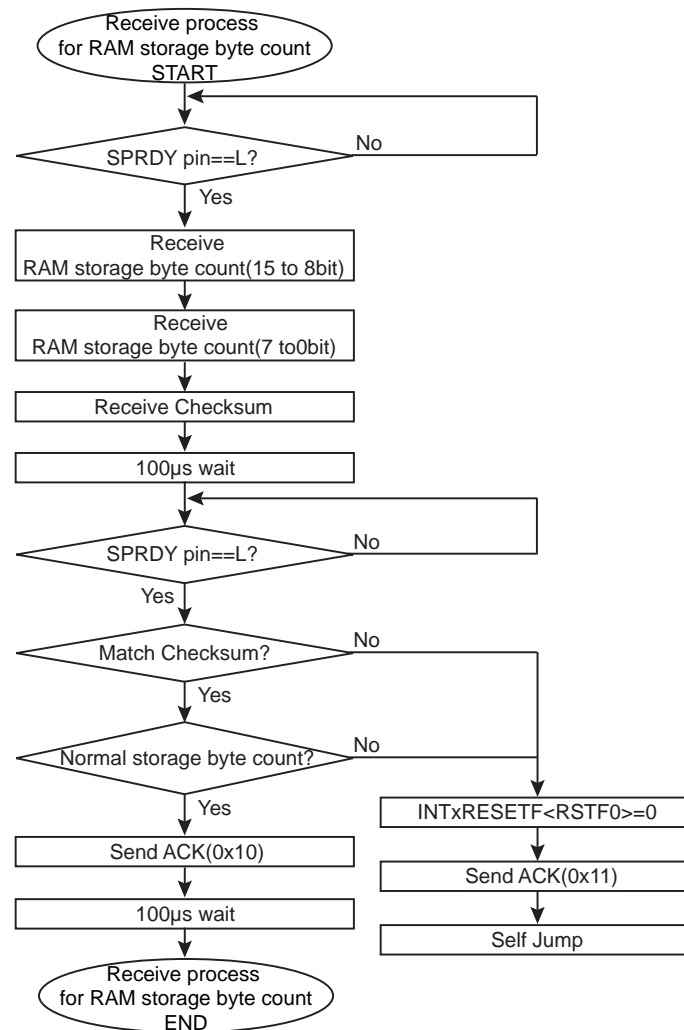 Receive process
for RAM storage byte count
START
SPRDY pin==L?
No
Yes
Receive
RAM storage byte count(15 to 8bit)
Receive
RAM storage byte count(7 to0bit)
Receive Checksum
100µs wait
SPRDY pin==L?
No
Yes
Match Checksum?
No
Yes
Normal storage byte count?
No
Yes
INTxRESETF<RSTF0>=0
Send ACK(0x10)
Send ACK(0x11)
100µs wait
Self Jump
Receive process
for RAM storage byte count
END